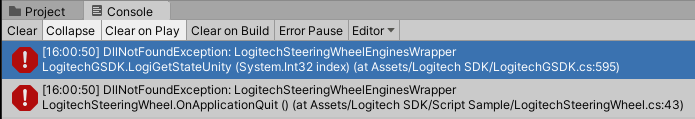 Project Console
Clear Collapse Clear on Play Clear on Build Error Pause Editor
[16:00:50] DllNotFoundException: LogitechSteeringWheelEnginesWrapper
LogitechGSDK.LogiGetStateUnity (System.Int32 index) (at Assets/Logitech SDK/LogitechGSDK.cs:595)
[16:00:50] DllNotFoundException: LogitechSteeringWheelEnginesWrapper
LogitechSteeringWheel.OnApplicationQuit () (at Assets/Logitech SDK/Script Sample/LogitechSteeringWheel.cs:43)